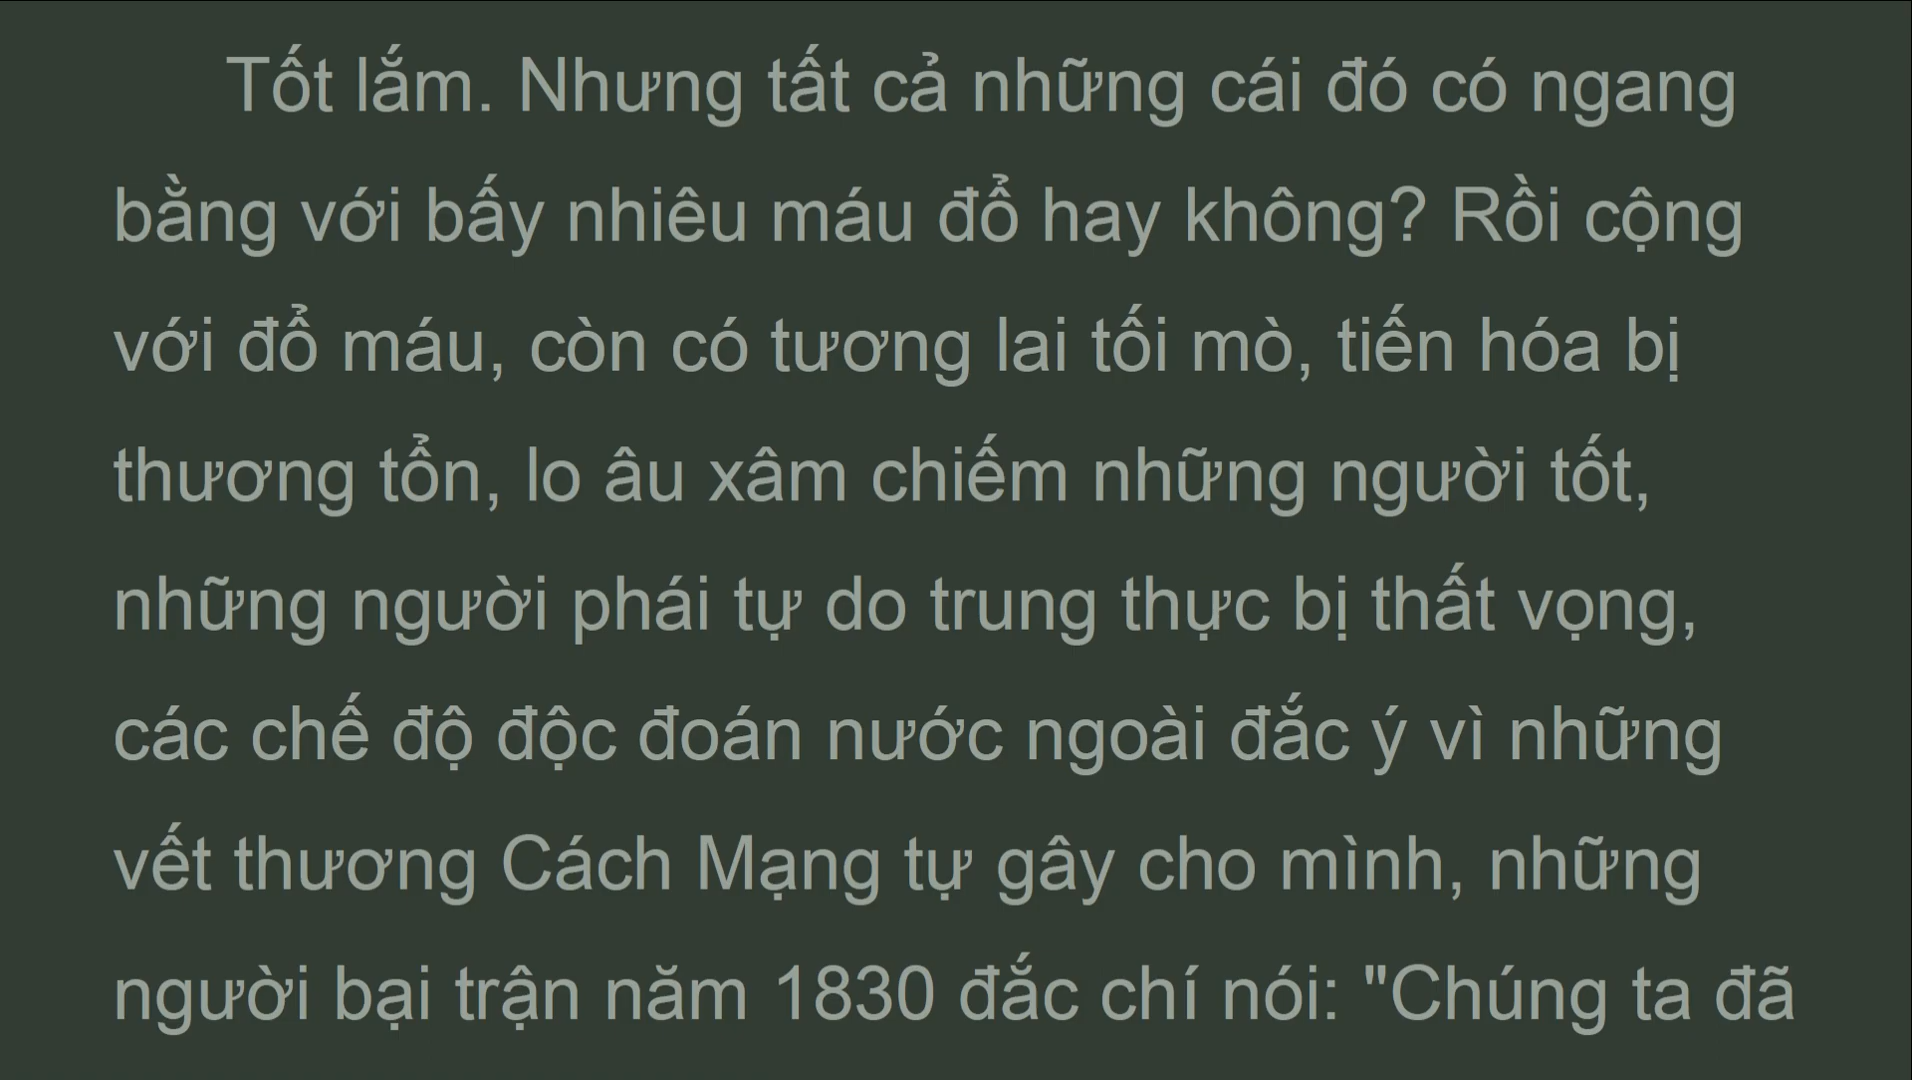 Tốt lắm. Nhưng tất cả những cái đó có ngang
bằng với bấy nhiêu máu đổ hay không? Rồi cộng
với đổ máu, còn có tương lai tối mò, tiến hóa bị
thương tổn, lo âu xâm chiếm những người tốt,
những người phái tự do trung thực bị thất vọng,
các chế độ độc đoán nước ngoài đắc ý vì những
vết thương Cách Mạng tự gây cho mình, những
người bại trận năm 1830 đắc chí nói: "Chúng ta đã